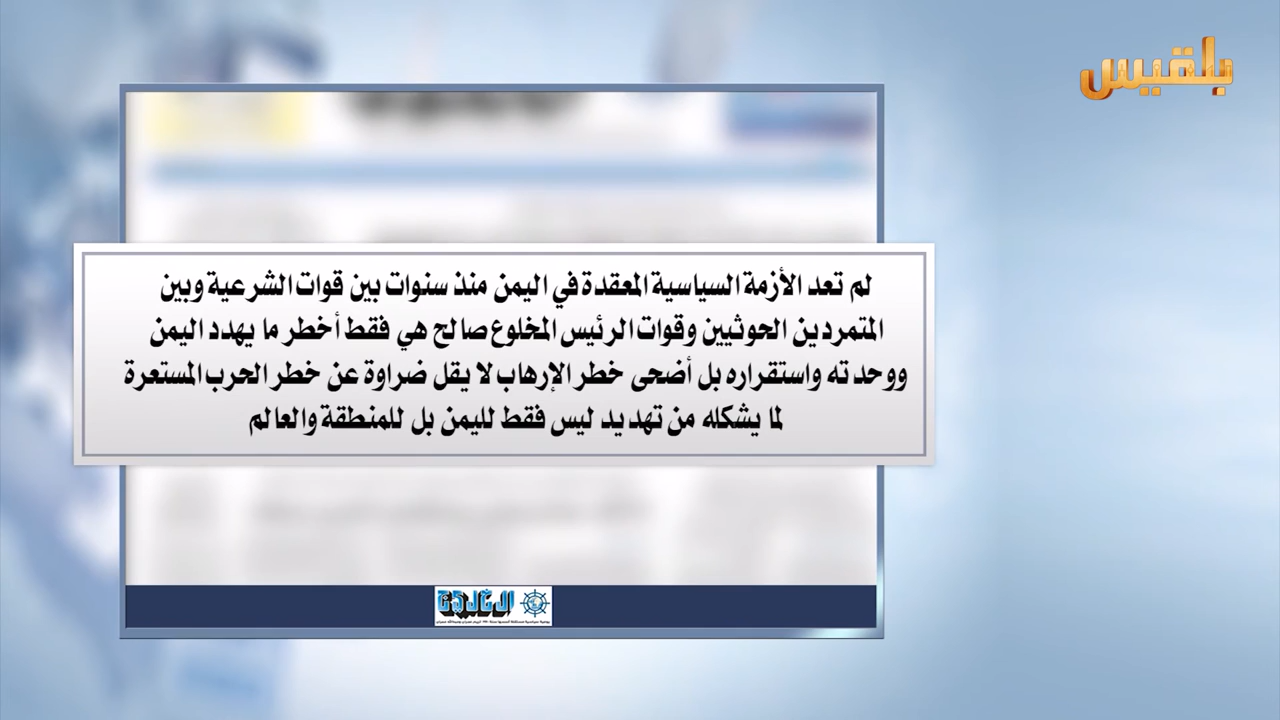 بلقيس
لم تعد الأزمة السياسية المعقدة في اليمن منذ سنوات بين قوات الشرعية وبين
المتمردين الحوثيين وقوات الرئيس المخلوع صالح هي فقط أخطر ما يهدد اليمن
ووحدته واستقراره بل أضحى خطر الإرهاب لا يقل ضراوة عن خطر الحرب المستعرة
لما يشكله من تهديد ليس فقط لليمن بل للمنطقة والعالم